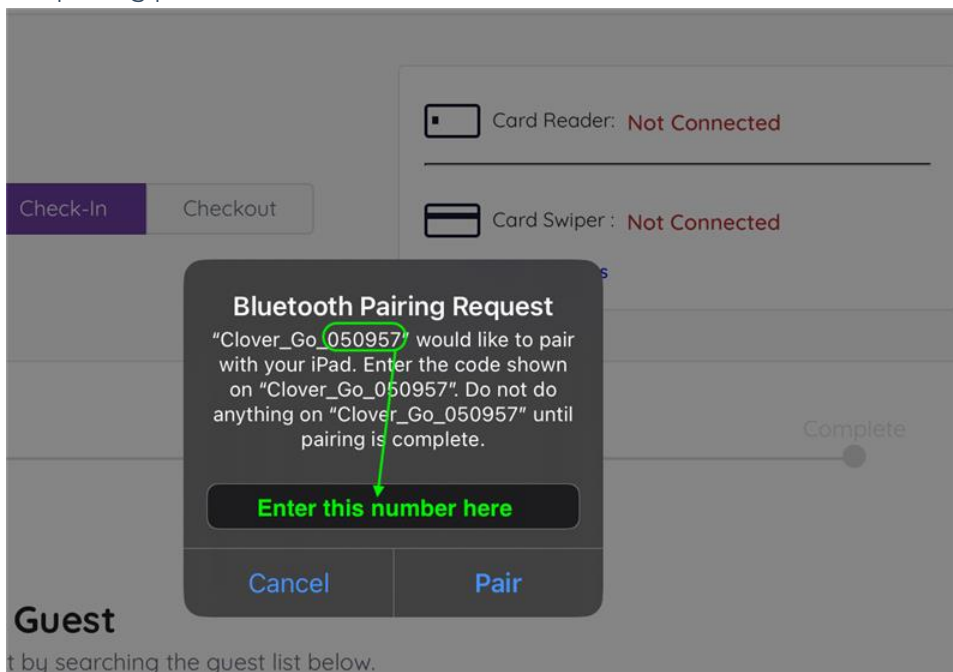 Card Reader: Not Connected
Check-In Checkout
Card Swiper : Not Connected
s
Bluetooth Pairing Request
"Clover_Go_050957" would like to pair
with your iPad. Enter the code shown
on "Clover_Go_050957". Do not do
anything on "Clover_Go_050957" until
pairing is complete.
Complete
Enter this number here
Cancel Pair
Guest
t by searching the guest list below.